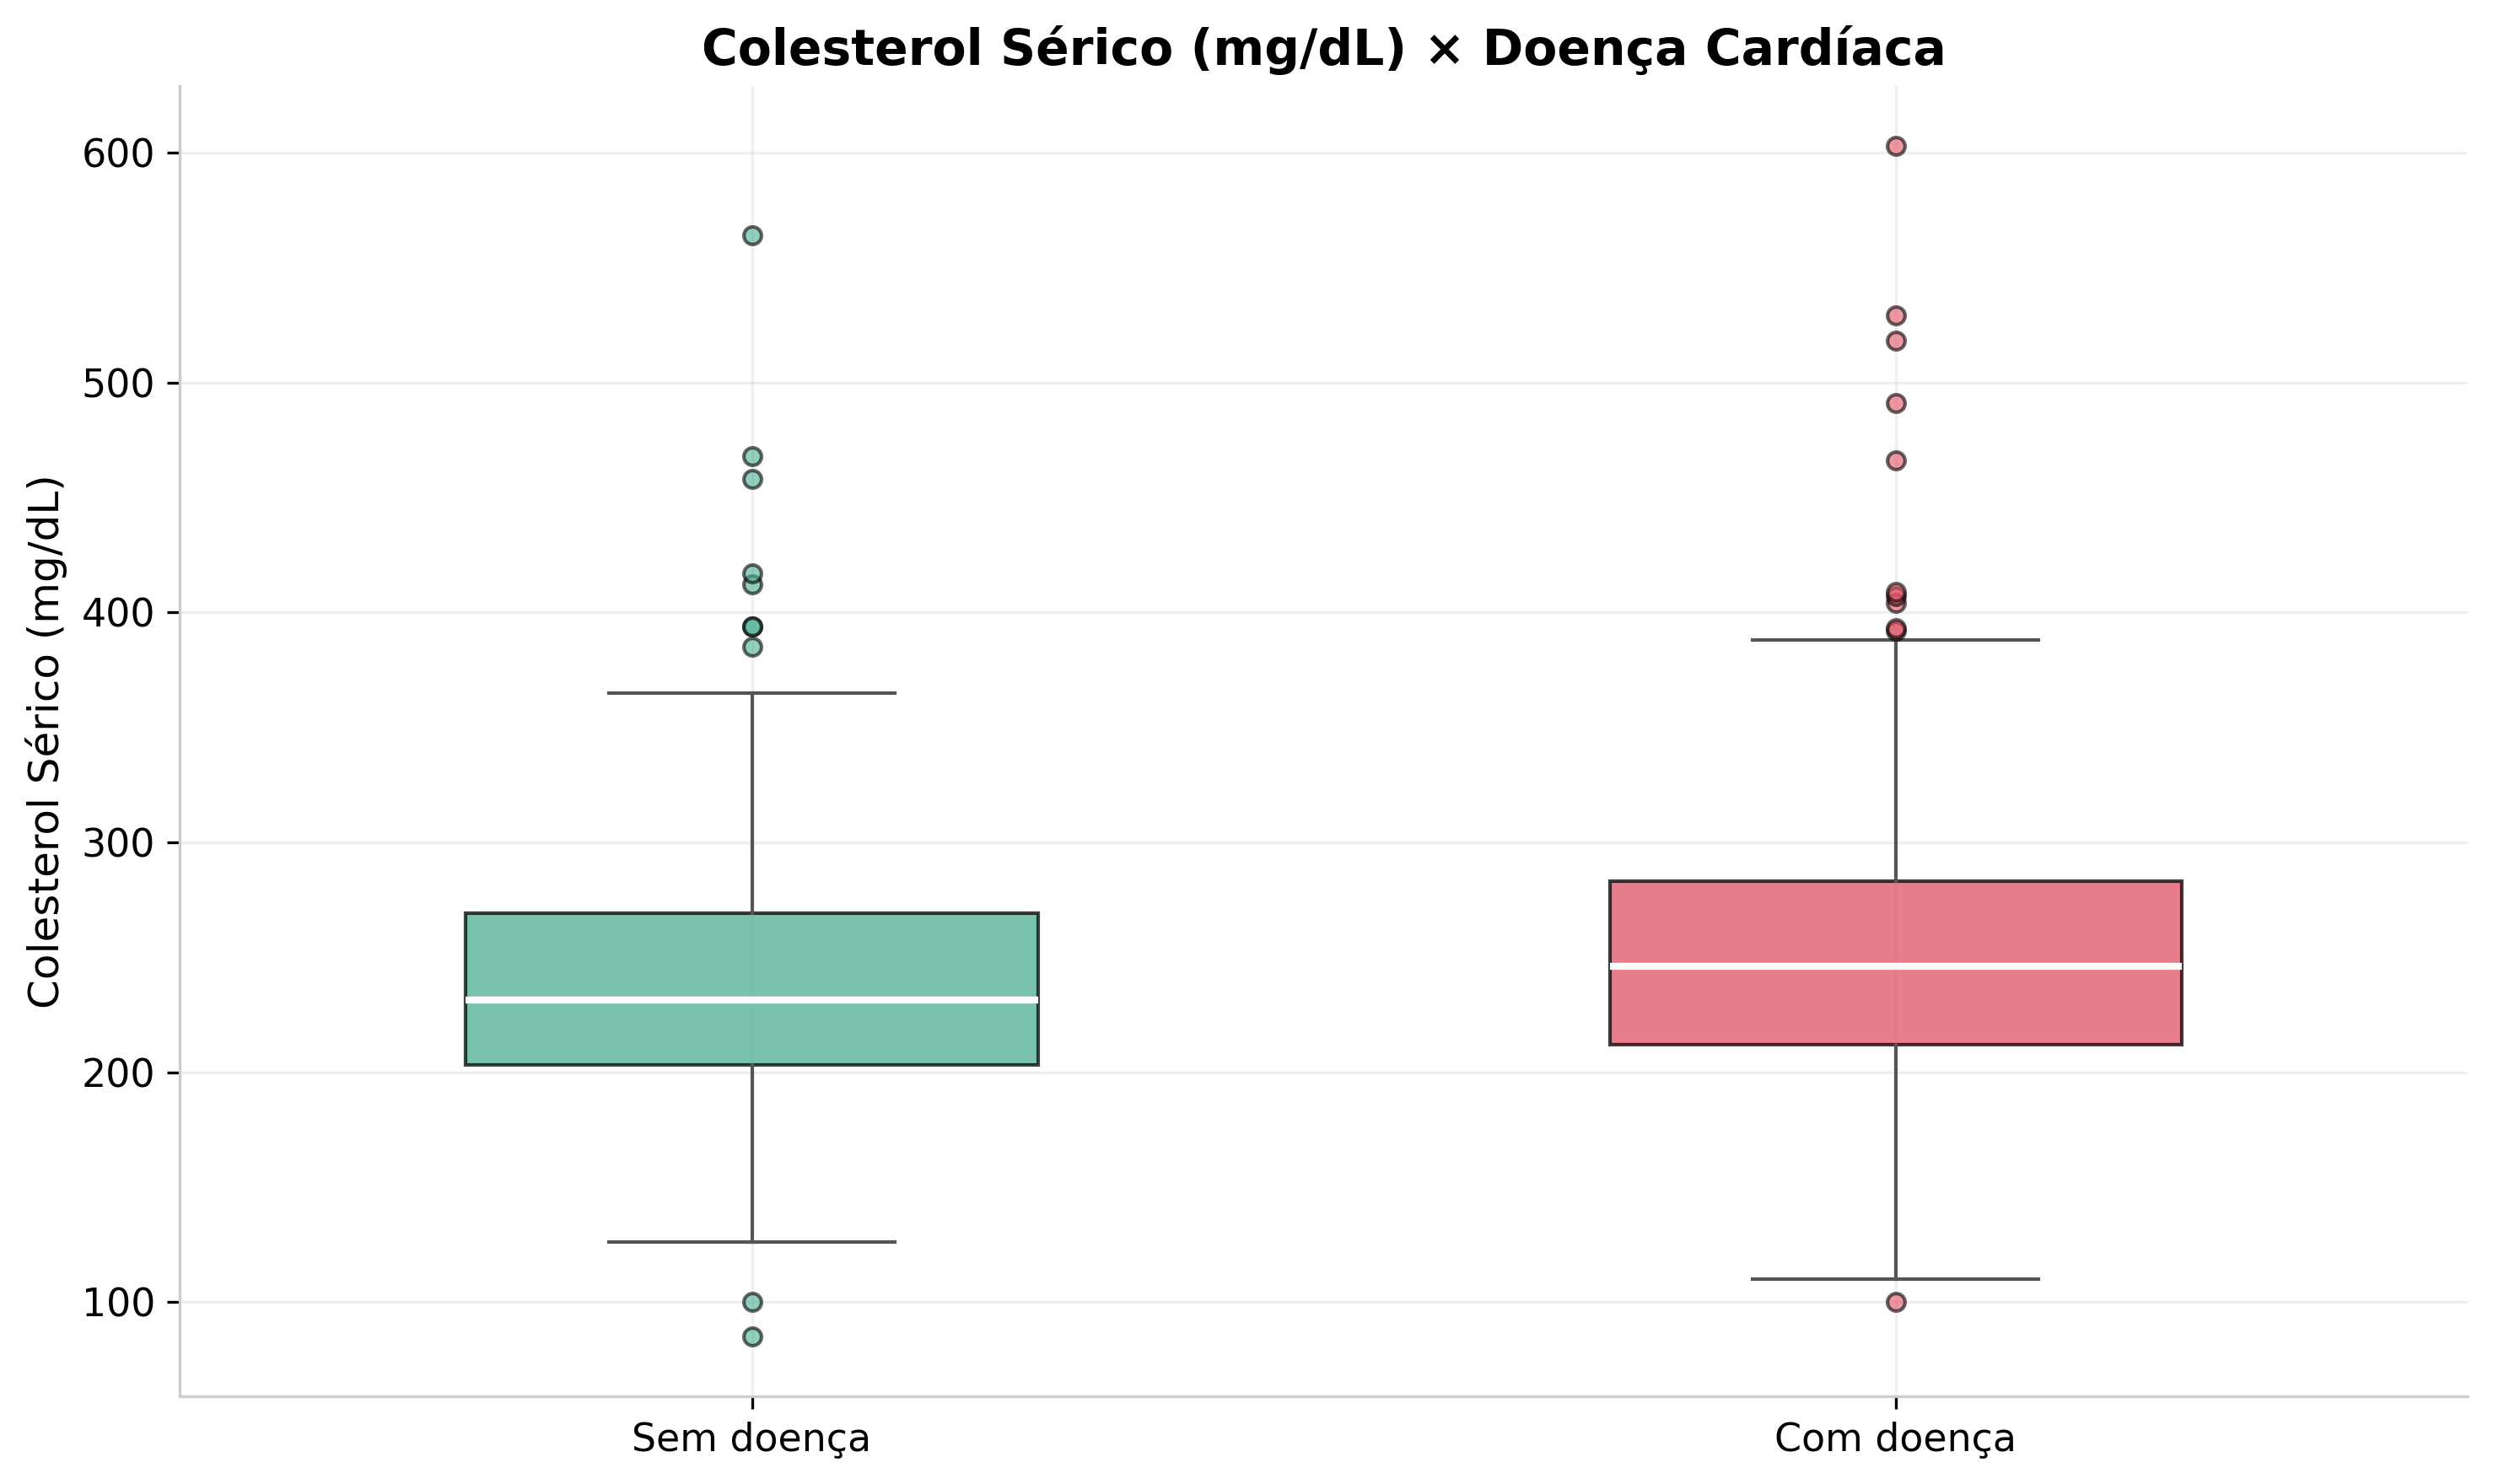 Colesterol Sérico (mg/dL) × Doença Cardíaca
Colesterol Sérico (mg/dL)
600
500
400
300
200
100
Sem doença
Com doença